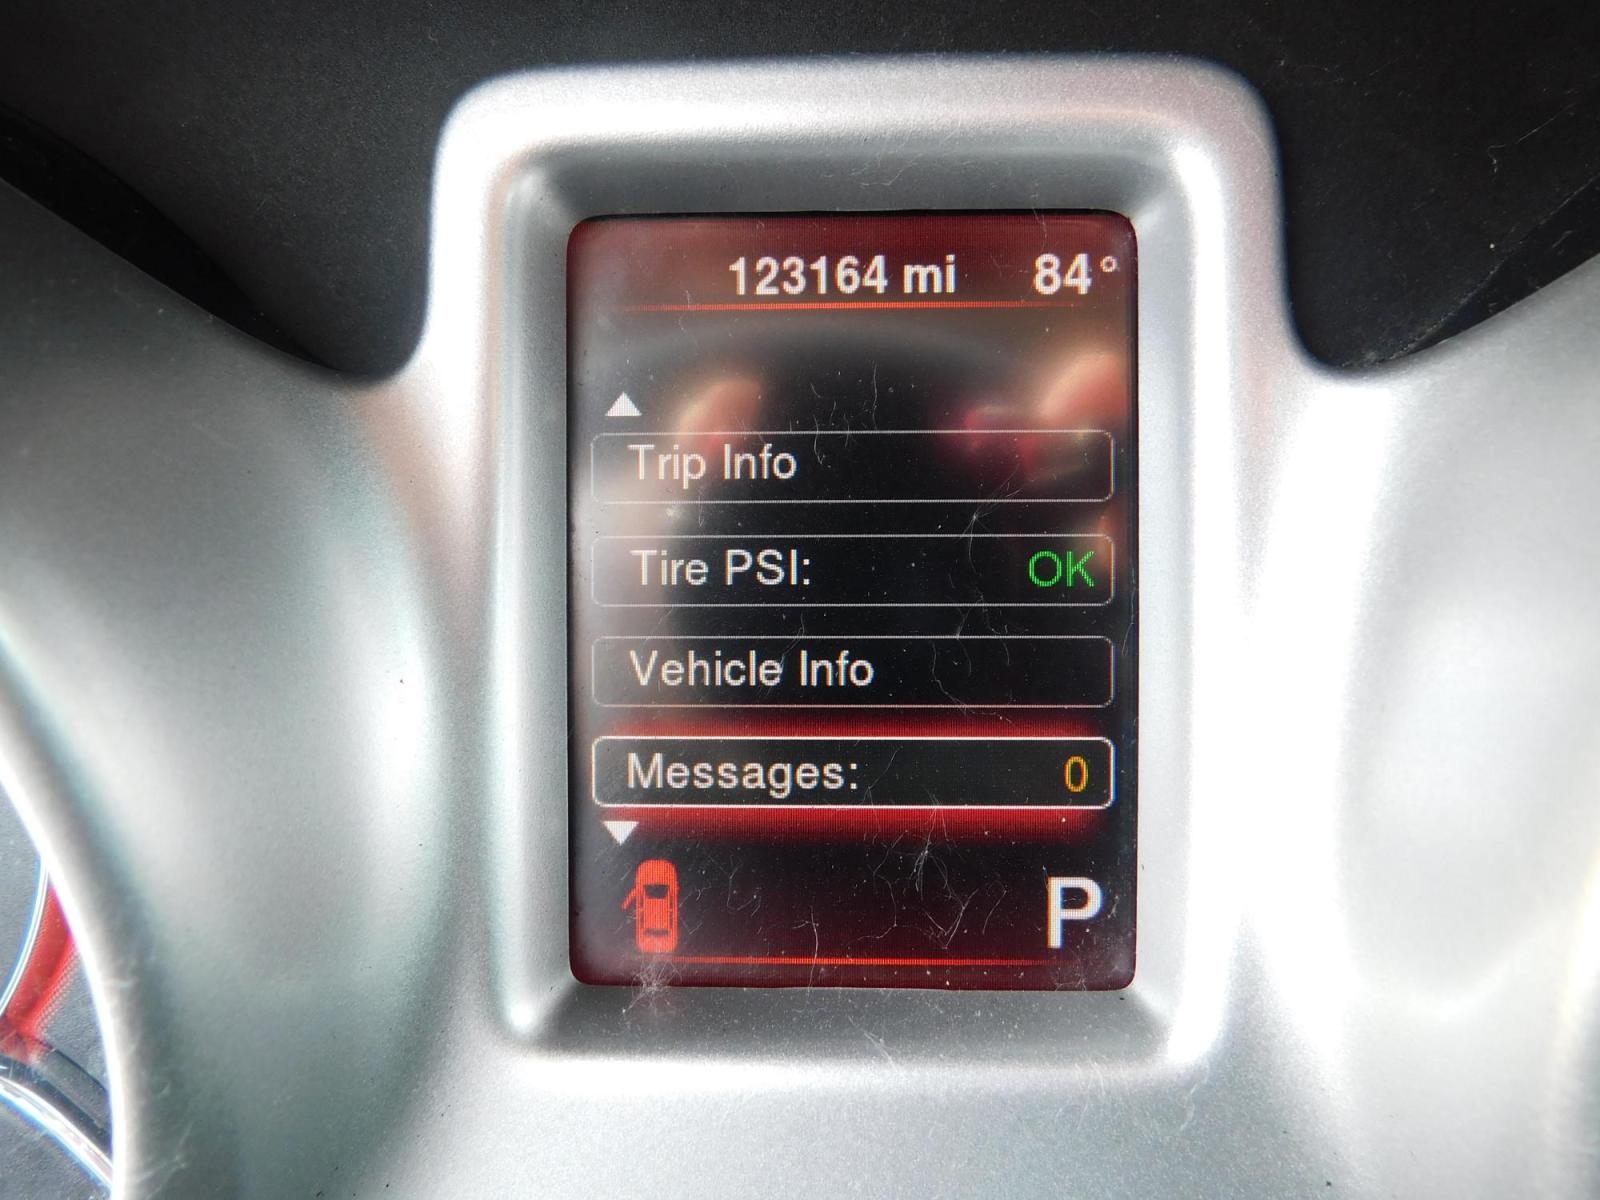 123164 mi 84°
Trip Info
Tire PSI: OK
Vehicle Info
Messages: 0
P